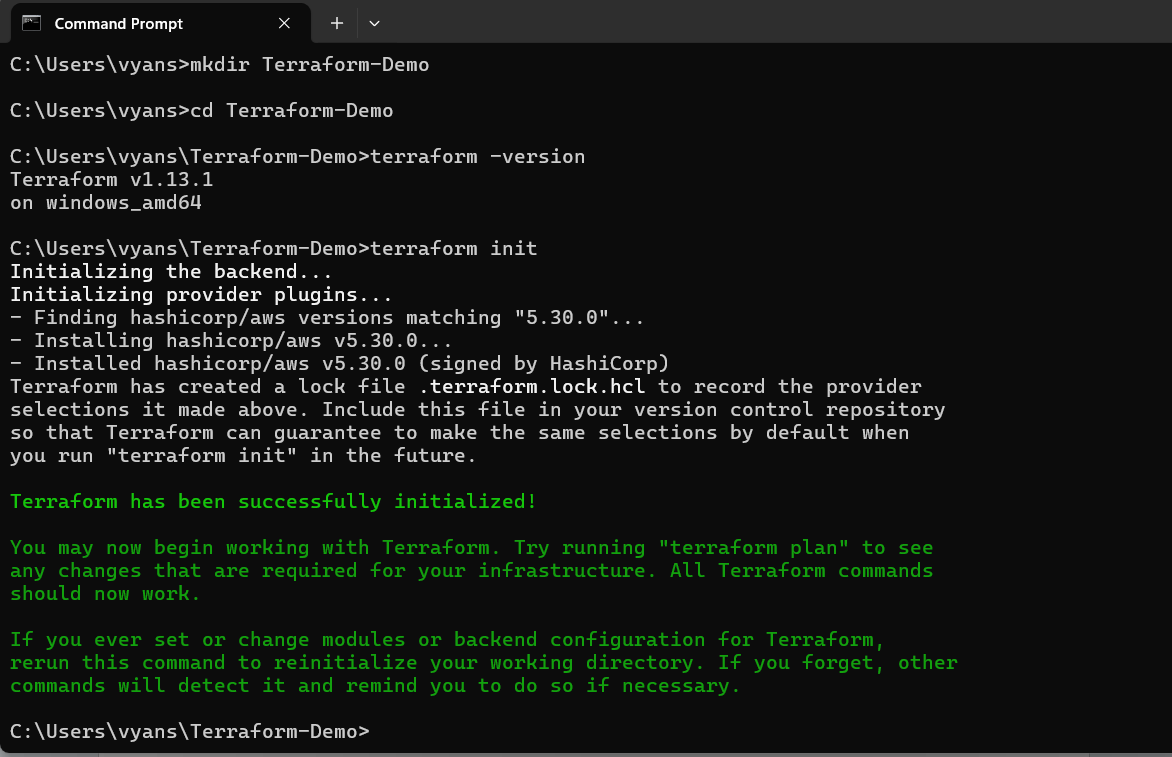 Command Prompt
C:\Users\vyans>mkdir Terraform-Demo
C:\Users\vyans>cd Terraform-Demo
C:\Users\vyans\Terraform-Demo>terraform -version
Terraform v1.13.1
on windows_amd64
C:\Users\vyans\Terraform-Demo>terraform init
Initializing the backend...
Initializing provider plugins...
- Finding hashicorp/aws versions matching "5.30.0"...
- Installing hashicorp/aws v5.30.0...
- Installed hashicorp/aws v5.30.0 (signed by HashiCorp)
Terraform has created a lock file .terraform.lock.hcl to record the provider
selections it made above. Include this file in your version control repository
so that Terraform can guarantee to make the same selections by default when
you run "terraform init" in the future.
Terraform has been successfully initialized!
You may now begin working with Terraform. Try running "terraform plan" to see
any changes that are required for your infrastructure. All Terraform commands
should now work.
If you ever set or change modules or backend configuration for Terraform,
rerun this command to reinitialize your working directory. If you forget, other
commands will detect it and remind you to do so if necessary.
C:\Users\vyans\Terraform-Demo>